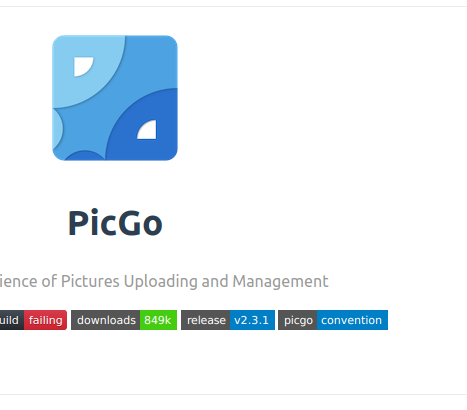 PicGo
ience of Pictures Uploading and Management
uild failing downloads 849k release v2.3.1 picgo convention